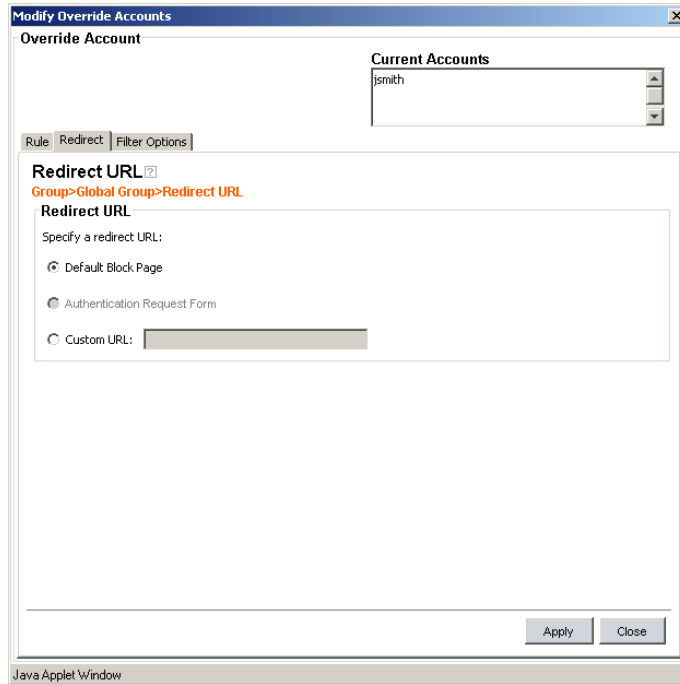 Modify Override Accounts
Override Account
Current Accounts
jsmith
Rule
Redirect
Filter Options
Redirect URL?
Group>Global Group>Redirect URL
Redirect URL
Specify a redirect URL:
Default Block Page
Authentication Request Form
Custom URL:
Apply
Close
Java Applet Window